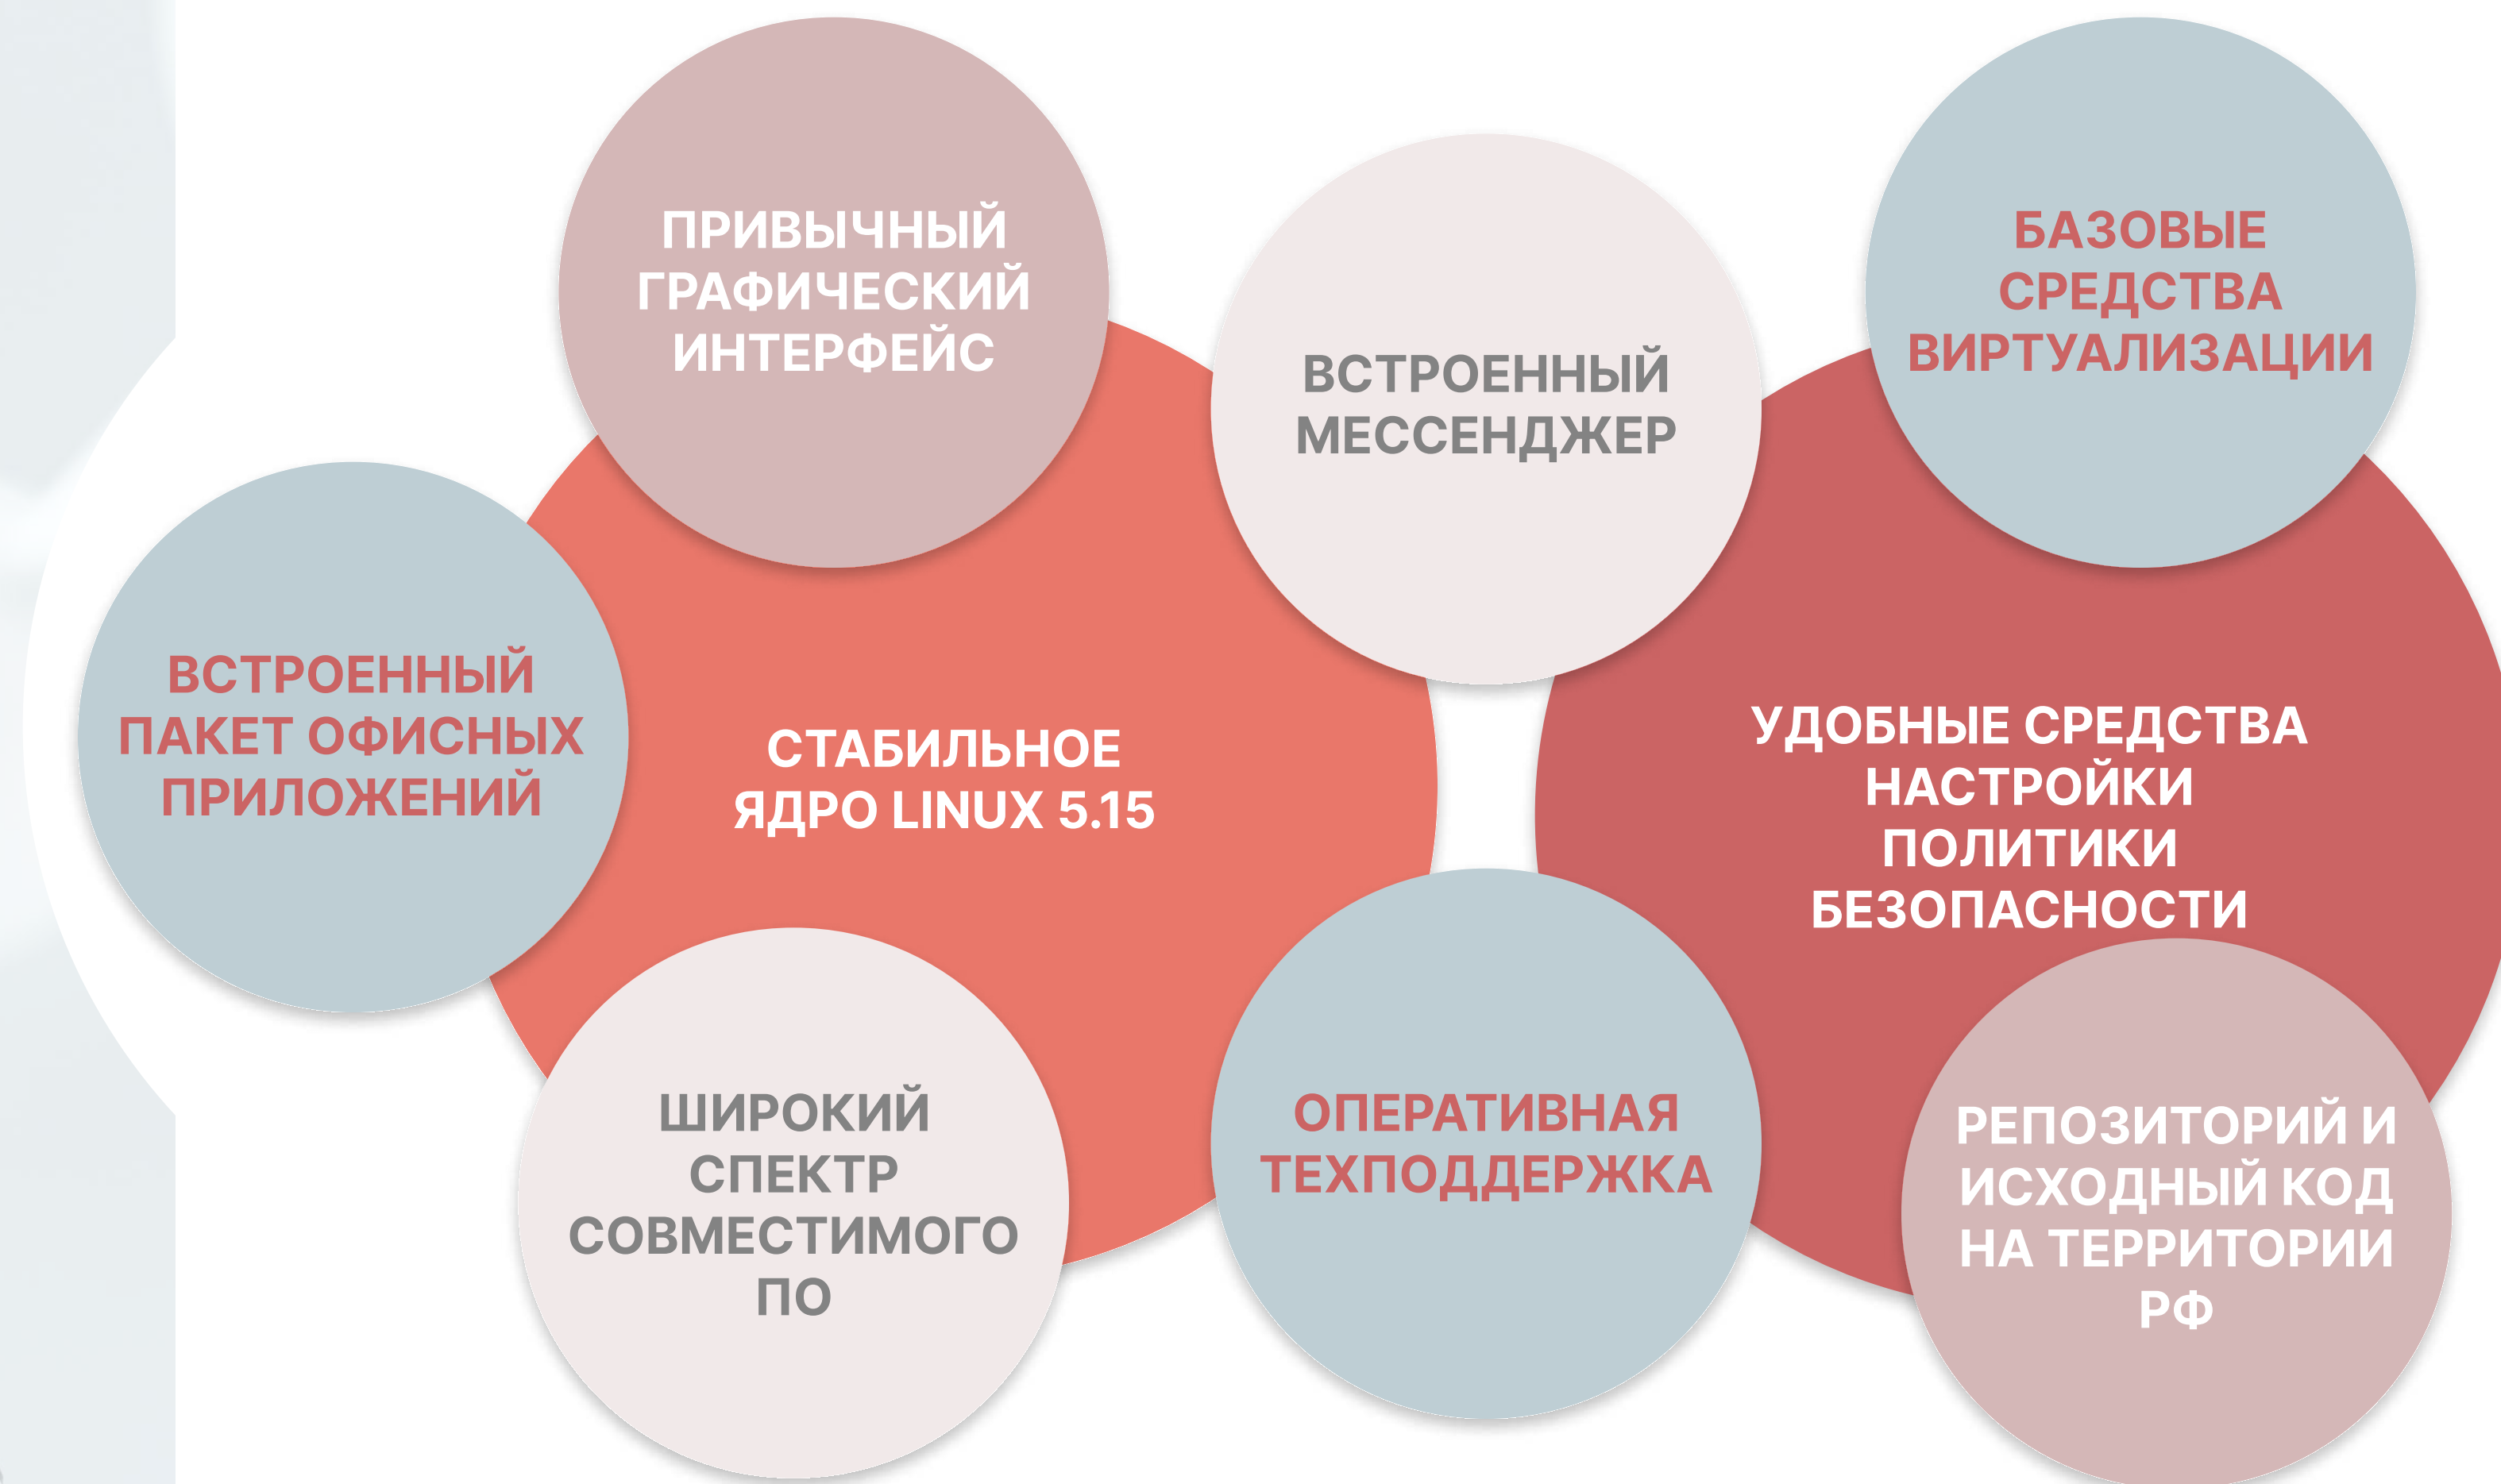 ПРИВЫЧНЫЙ
ГРАФИЧЕСКИЙ
ИНТЕРФЕЙС
ВСТРОЕННЫЙ
МЕССЕНДЖЕР
БАЗОВЫЕ
СРЕДСТВА
ВИРТУАЛИЗАЦИИ
ВСТРОЕННЫЙ
ПАКЕТ ОФИСНЫХ
ПРИЛОЖЕНИЙ
СТАБИЛЬНОЕ
ЯДРО LINUX 5.15
УДОБНЫЕ СРЕДСТВА
НАСТРОЙКИ
ПОЛИТИКИ
БЕЗОПАСНОСТИ
ШИРОКИЙ
СПЕКТР
СОВМЕСТИМОГО
ПО
ОПЕРАТИВНАЯ
ТЕХПОДДЕРЖКА
РЕПОЗИТОРИЙ И
ИСХОДНЫЙ КОД
НА ТЕРРИТОРИИ
РФ